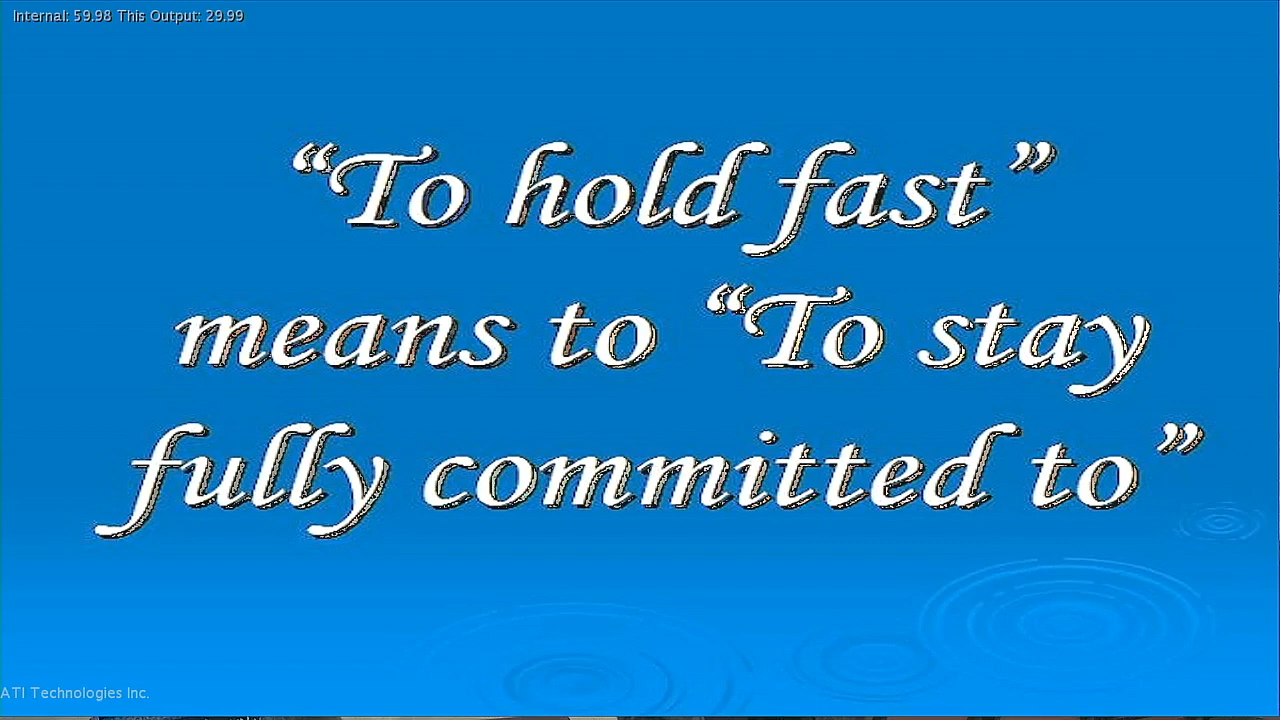 Internal: 59.98 This Output: 29.99
“To hold fast”
means to “To stay
fully committed to”
ATI Technologies Inc.